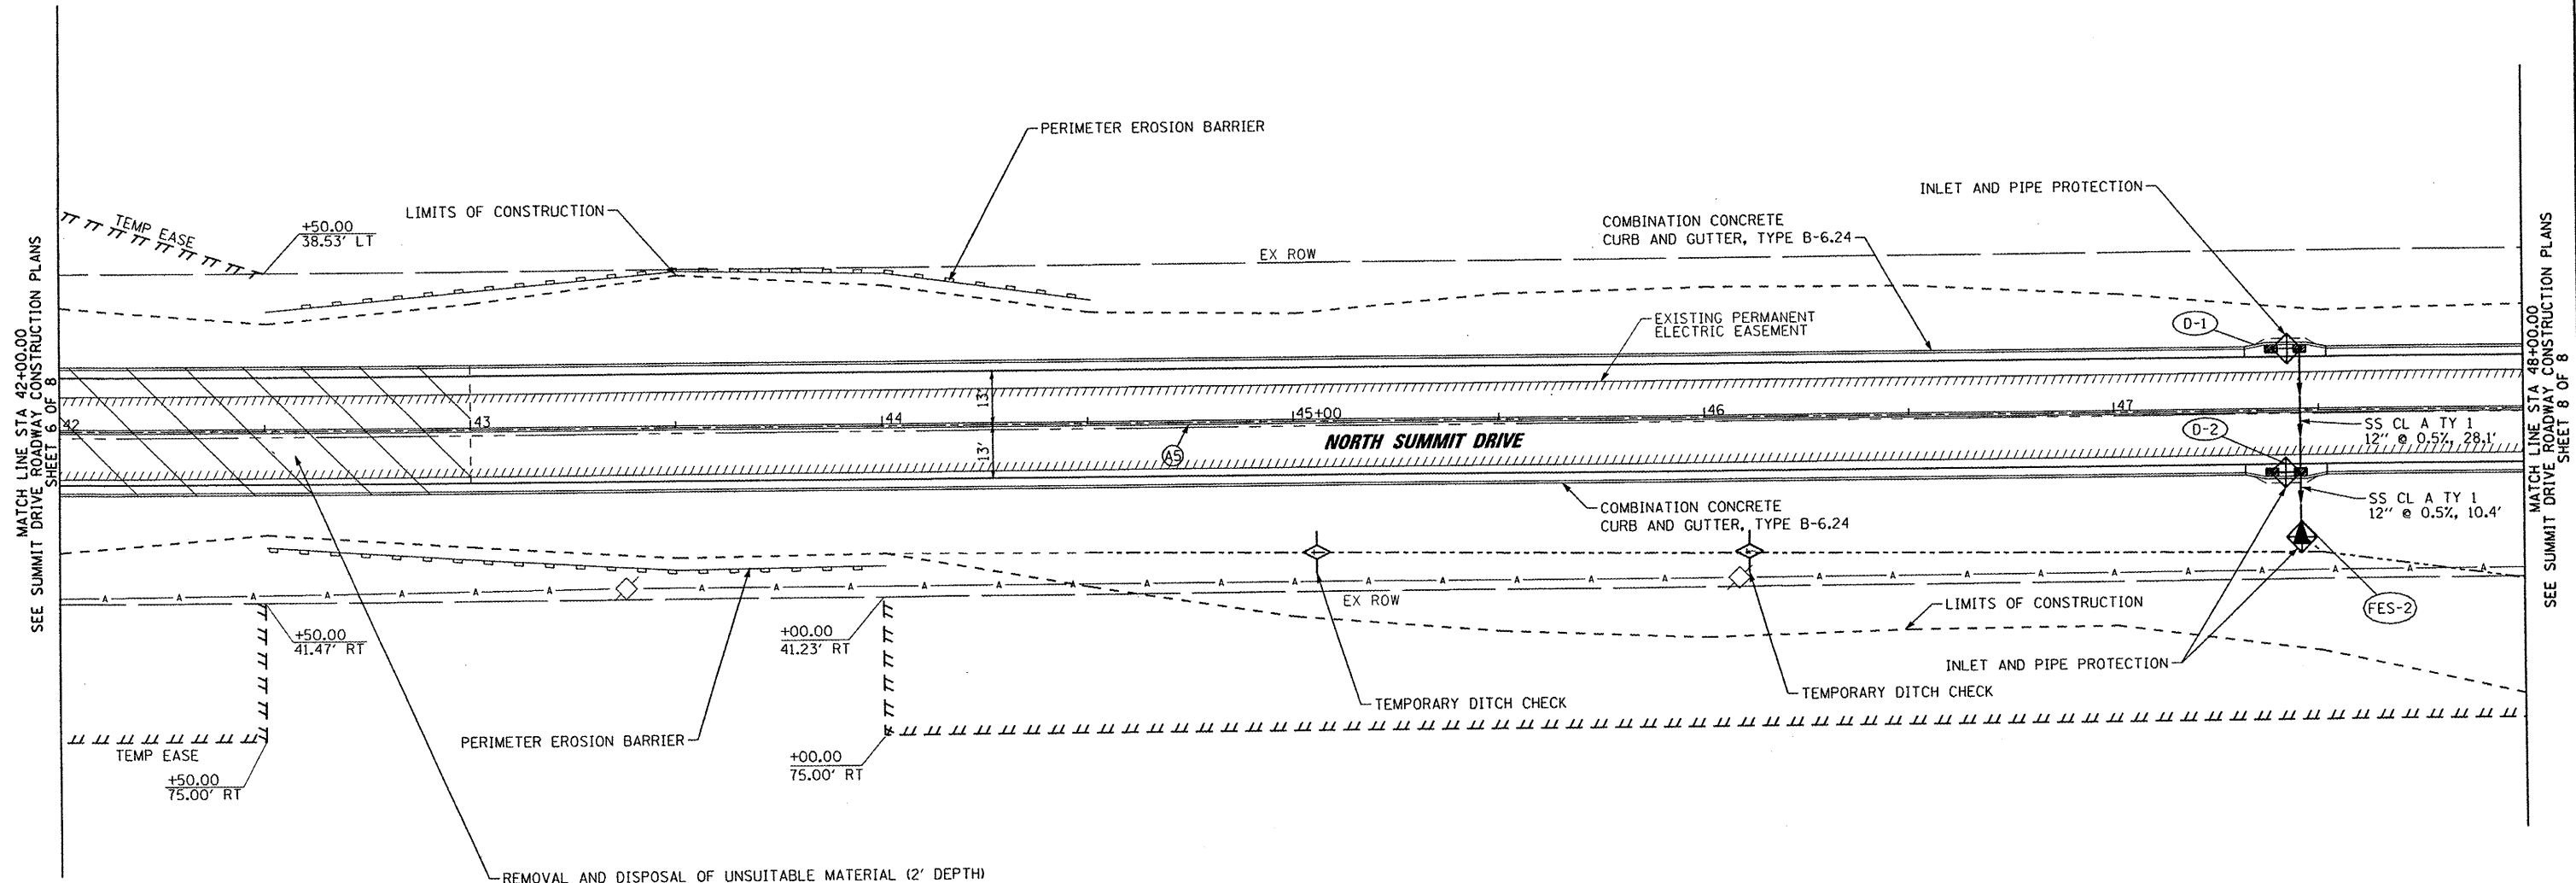 MATCH LINE STA 42+00.00
SEE SUMMIT DRIVE ROADWAY CONSTRUCTION PLANS
SHEET 6 OF 8
PERIMETER EROSION BARRIER
INLET AND PIPE PROTECTION
LIMITS OF CONSTRUCTION
TEMP EASE
+50.00
38.53' LT
COMBINATION CONCRETE
CURB AND GUTTER, TYPE B-6.24
EX ROW
EXISTING PERMANENT
ELECTRIC EASEMENT
D-1
13'
42
43
44
45+00
46
47
NORTH SUMMIT DRIVE
A5
13'
D-2
SS CL A TY 1
12" @ 0.5%, 28.1'
SS CL A TY 1
12" @ 0.5%, 10.4'
COMBINATION CONCRETE
CURB AND GUTTER, TYPE B-6.24
A A A A A A A A A A A A A A A A A A A A A A A A A A A A A A A A A
EX ROW
LIMITS OF CONSTRUCTION
FES-2
+50.00
41.47' RT
+00.00
41.23' RT
INLET AND PIPE PROTECTION
TEMPORARY DITCH CHECK
TEMPORARY DITCH CHECK
PERIMETER EROSION BARRIER
TEMP EASE
+50.00
75.00' RT
+00.00
75.00' RT
REMOVAL AND DISPOSAL OF UNSUITABLE MATERIAL (2' DEPTH)
MATCH LINE STA 48+00.00
SEE SUMMIT DRIVE ROADWAY CONSTRUCTION PLANS
SHEET 8 OF 8